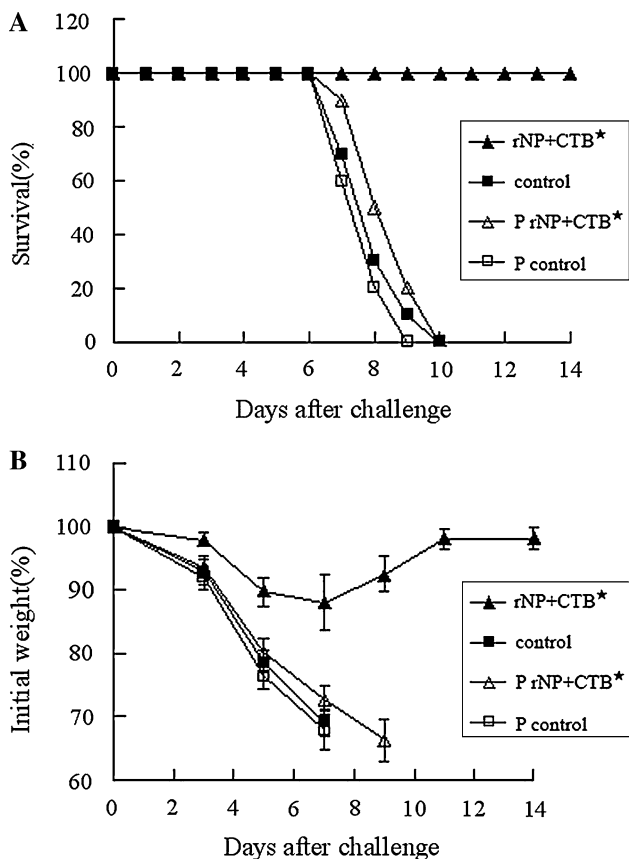 A
120
100
80
60
40
20
0
Survival(%)
0 2 4 6 8 10 12 14
Days after challenge
rNP+CTB★
control
P rNP+CTB★
P control
B
110
100
90
80
70
60
Initial weight(%)
0 2 4 6 8 10 12 14
Days after challenge
rNP+CTB★
control
P rNP+CTB★
P control